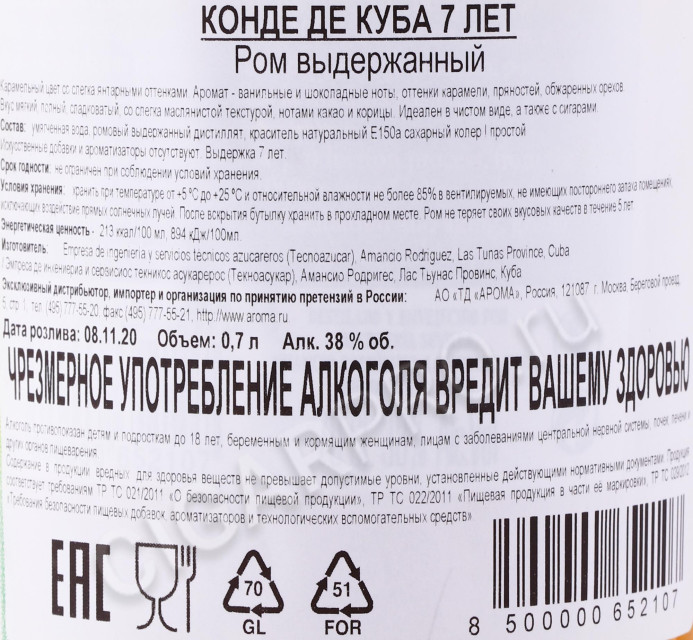 КОНДЕ ДЕ КУБА 7 ЛЕТ
Ром выдержанный
Карамельный цвет со слегка янтарными оттенками. Аромат - ванильные и шоколадные ноты, оттенки карамели, пряностей, обжаренных орехов.
Вкус мягкий, полный, сладковатый, со слегка маслянистой текстурой, нотами какао и корицы. Идеален в чистом виде, а также с сигарами.
Состав: умягченная вода, ромовый выдержанный дистиллят, краситель натуральный Е150а сахарный колер I простой.
Искусственные добавки и ароматизаторы отсутствуют. Выдержка 7 лет.
Срок годности: не ограничен при соблюдении условий хранения.
Условия хранения: хранить при температуре от +5 ºС до +25 ºС и относительной влажности не более 85% в вентилируемых, не имеющих постороннего запаха помещениях,
исключающих воздействие прямых солнечных лучей. После вскрытия бутылку хранить в прохладном месте. Ром не теряет своих вкусовых качеств в течение 5 лет
Энергетическая ценность - 213 ккал/100 мл, 894 кДж/100мл.
Изготовитель: Empresa de ingenieria y servicios técnicos azucareros (Tecnoazucar), Amancio Rodriguez, Las Tunas Province, Cuba
/ Эмпреса де инженериа и сервисиос текникос асукарерос (Текноасукар), Амансио Родригес, Лас Тьунас Провинс, Куба
Эксклюзивный дистрибьютор, импортер и организация по принятию претензий в России: АО «ТД «АРОМА», Россия, 121087 г. Москва, Береговой проезд,
5, стр. 1, тел. (495) 777-55-20, факс (495) 777-55-21, http://www.aroma.ru
Дата розлива: 08.11.20 Объем: 0,7 л Алк. 38 % об.
ЧРЕЗМЕРНОЕ УПОТРЕБЛЕНИЕ АЛКОГОЛЯ ВРЕДИТ ВАШЕМУ ЗДОРОВЬЮ
Алкоголь противопоказан детям и подросткам до 18 лет, беременным и кормящим женщинам, лицам с заболеваниями центральной нервной системы, почек, печени и
других органов пищеварения.
Содержание в продукции вредных для здоровья веществ не превышает допустимые уровни, установленные действующими нормативными документами. Продукция
соответствует требованиям ТР ТС 021/2011 «О безопасности пищевой продукции», ТР ТС 022/2011 «Пищевая продукция в части её маркировки», ТР ТС 029/2012
«Требования безопасности пищевых добавок, ароматизаторов и технологических вспомогательных средств»
EAC
70
GL
51
FOR
8 500000 652107
CIGARPRO.ru